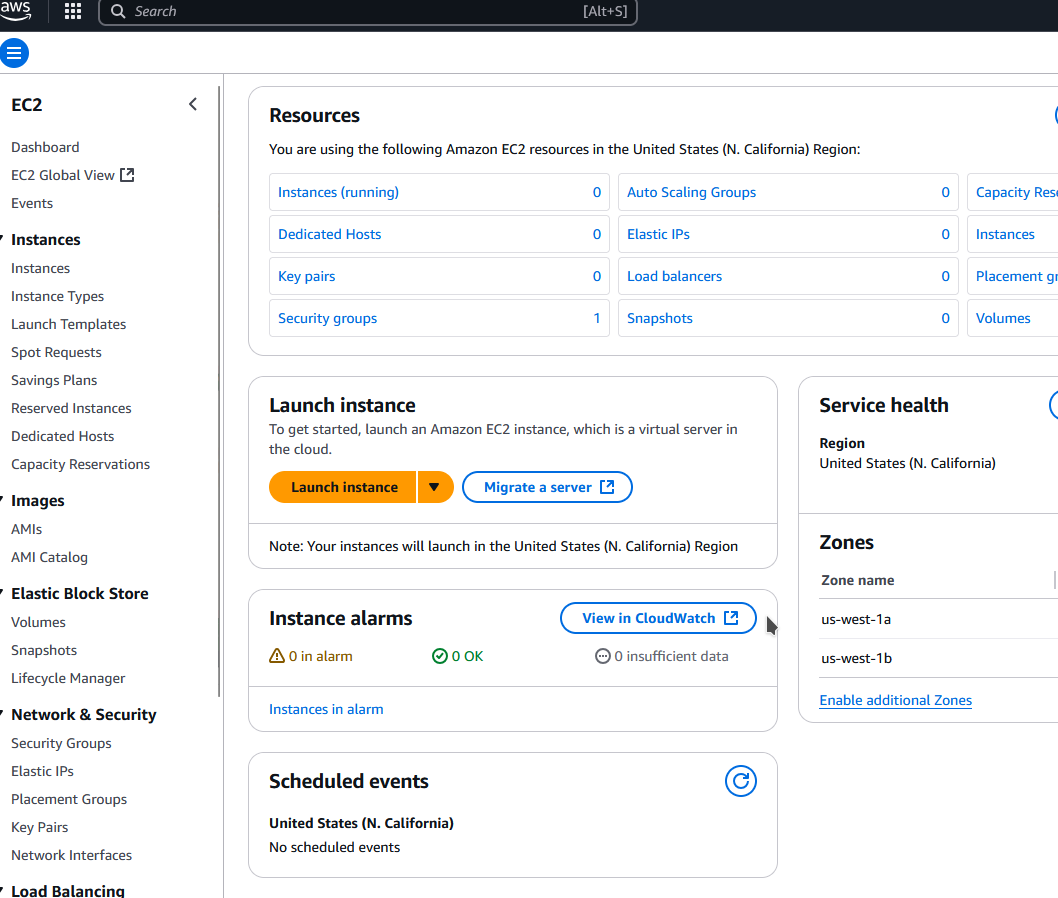 aws
Search [Alt+S]
EC2
Dashboard
EC2 Global View
Events
Instances
Instances
Instance Types
Launch Templates
Spot Requests
Savings Plans
Reserved Instances
Dedicated Hosts
Capacity Reservations
Images
AMIs
AMI Catalog
Elastic Block Store
Volumes
Snapshots
Lifecycle Manager
Network & Security
Security Groups
Elastic IPs
Placement Groups
Key Pairs
Network Interfaces
Load Balancing
Resources
You are using the following Amazon EC2 resources in the United States (N. California) Region:
Instances (running) 0 Auto Scaling Groups 0 Capacity Rese
Dedicated Hosts 0 Elastic IPs 0 Instances
Key pairs 0 Load balancers 0 Placement gr
Security groups 1 Snapshots 0 Volumes
Launch instance
To get started, launch an Amazon EC2 instance, which is a virtual server in
the cloud.
Launch instance Migrate a server
Note: Your instances will launch in the United States (N. California) Region
Instance alarms View in CloudWatch
0 in alarm 0 OK 0 insufficient data
Instances in alarm
Scheduled events
United States (N. California)
No scheduled events
Service health
Region
United States (N. California)
Zones
Zone name
us-west-1a
us-west-1b
Enable additional Zones